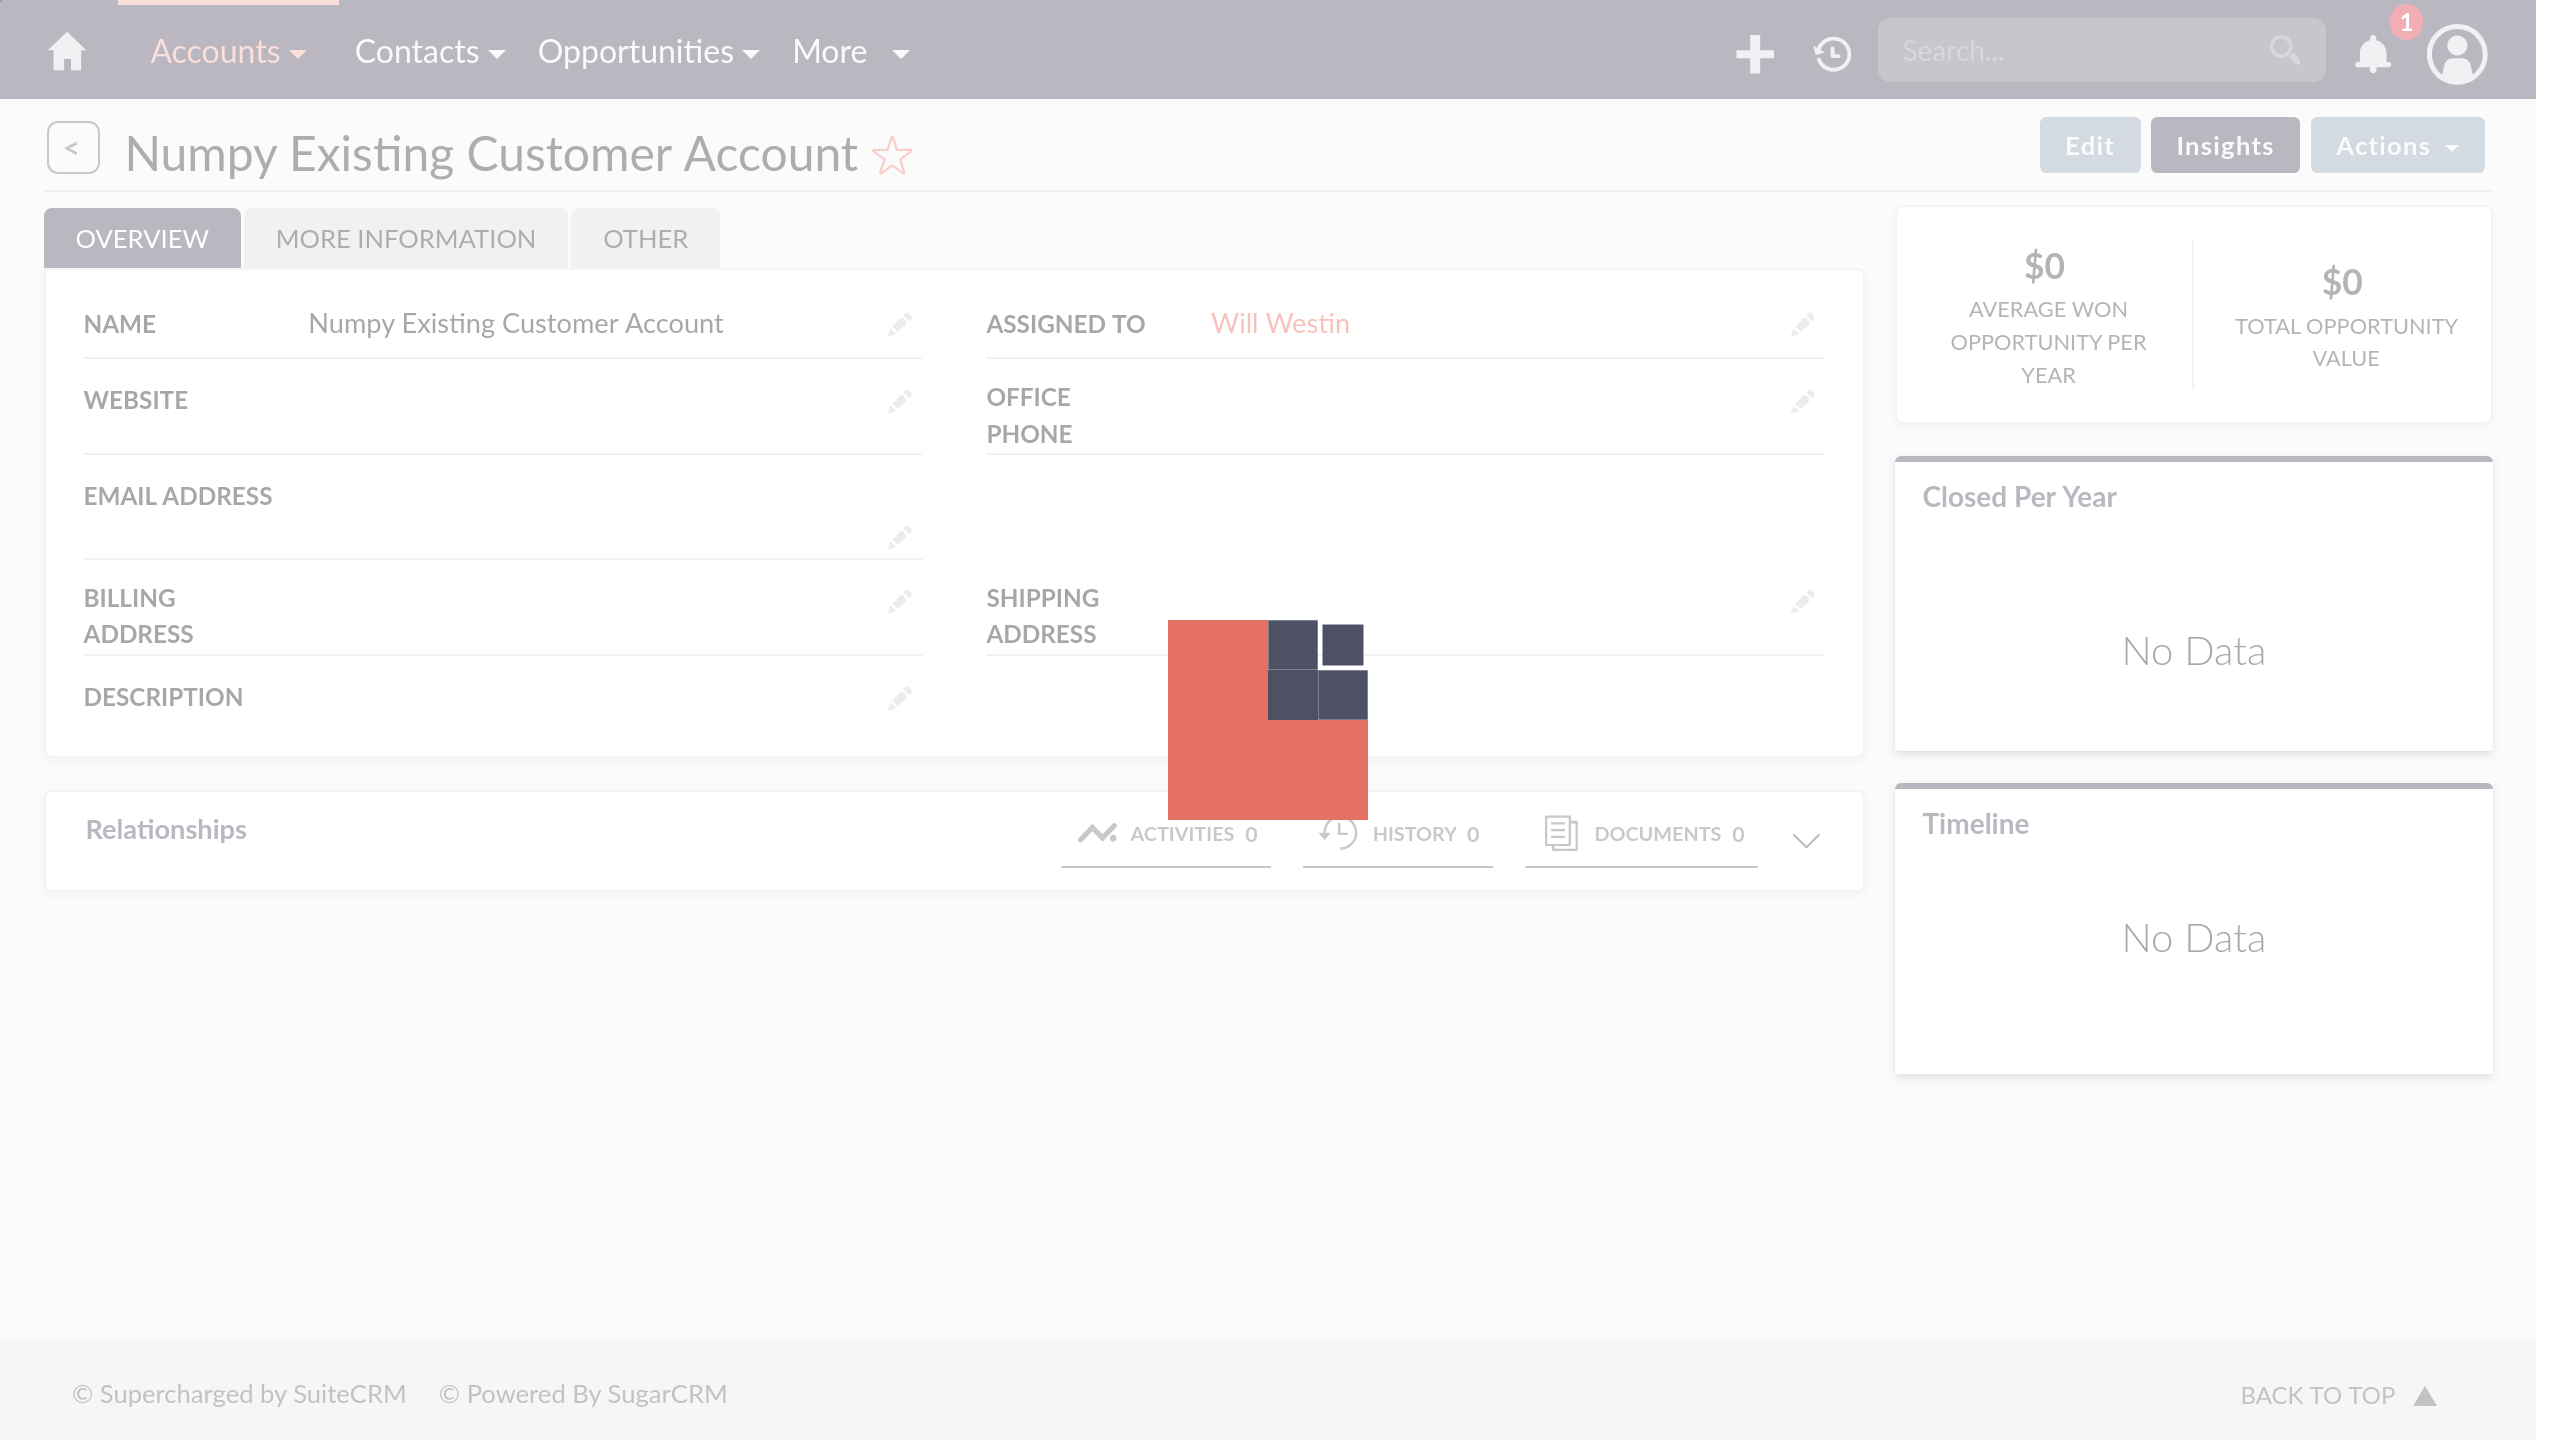 Accounts Contacts Opportunities More Search... 1
< Numpy Existing Customer Account Edit Insights Actions
OVERVIEW MORE INFORMATION OTHER
NAME Numpy Existing Customer Account
ASSIGNED TO Will Westin
WEBSITE
OFFICE
PHONE
EMAIL ADDRESS
BILLING
ADDRESS
SHIPPING
ADDRESS
DESCRIPTION
Relationships ACTIVITIES 0 HISTORY 0 DOCUMENTS 0
$0
AVERAGE WON
OPPORTUNITY PER
YEAR
$0
TOTAL OPPORTUNITY
VALUE
Closed Per Year
No Data
Timeline
No Data
© Supercharged by SuiteCRM © Powered By SugarCRM BACK TO TOP